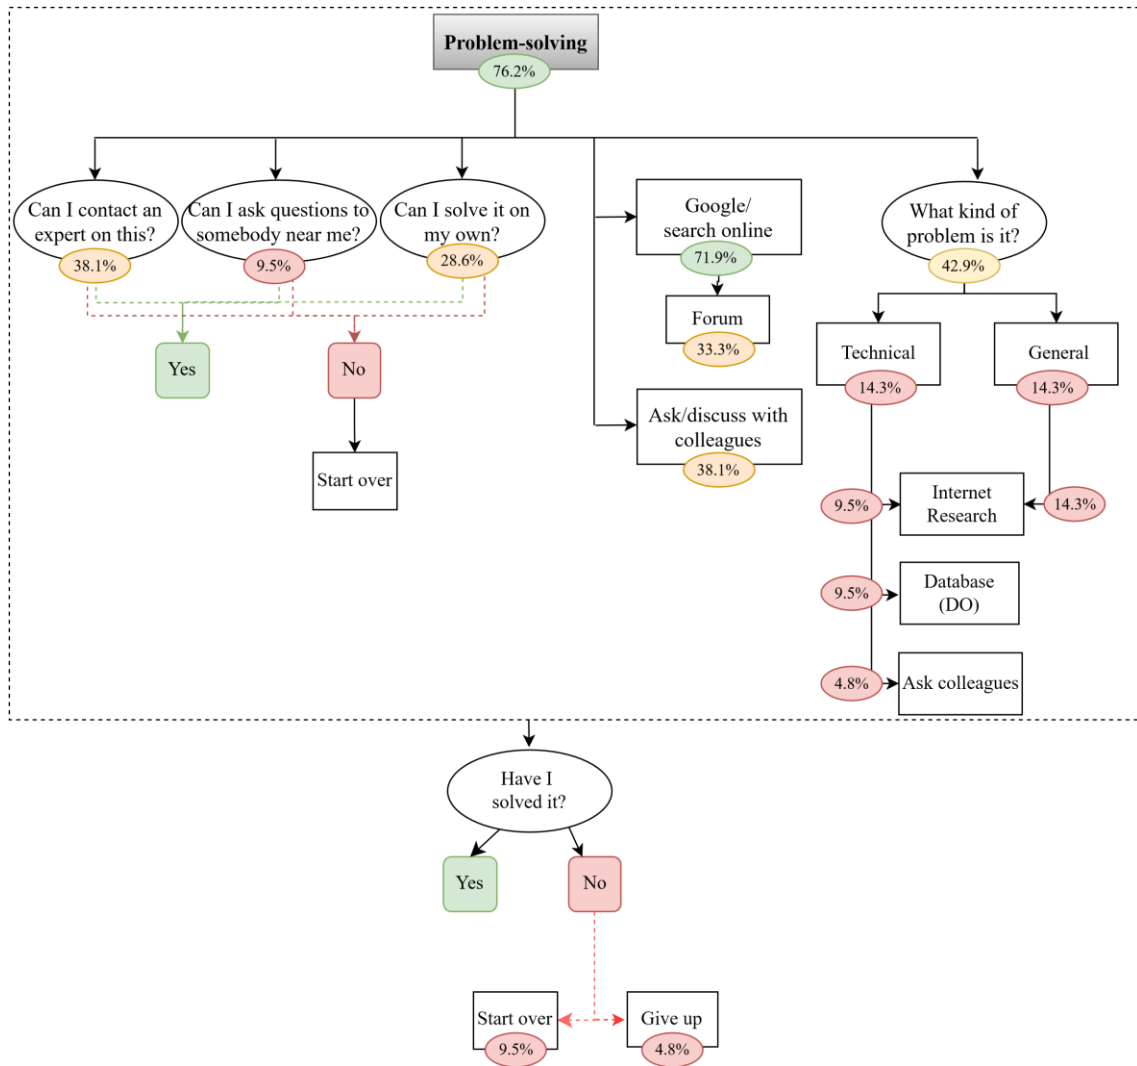 Problem-solving
76.2%
Can I contact an
expert on this?
38.1%
Can I ask questions to
somebody near me?
9.5%
Can I solve it on
my own?
28.6%
Yes
No
Start over
Google/
search online
71.9%
Forum
33.3%
Ask/discuss with
colleagues
38.1%
What kind of
problem is it?
42.9%
Technical
14.3%
General
14.3%
9.5%
Internet
Research
14.3%
9.5%
Database
(DO)
4.8%
Ask colleagues
Have I
solved it?
Yes
No
Start over
9.5%
Give up
4.8%